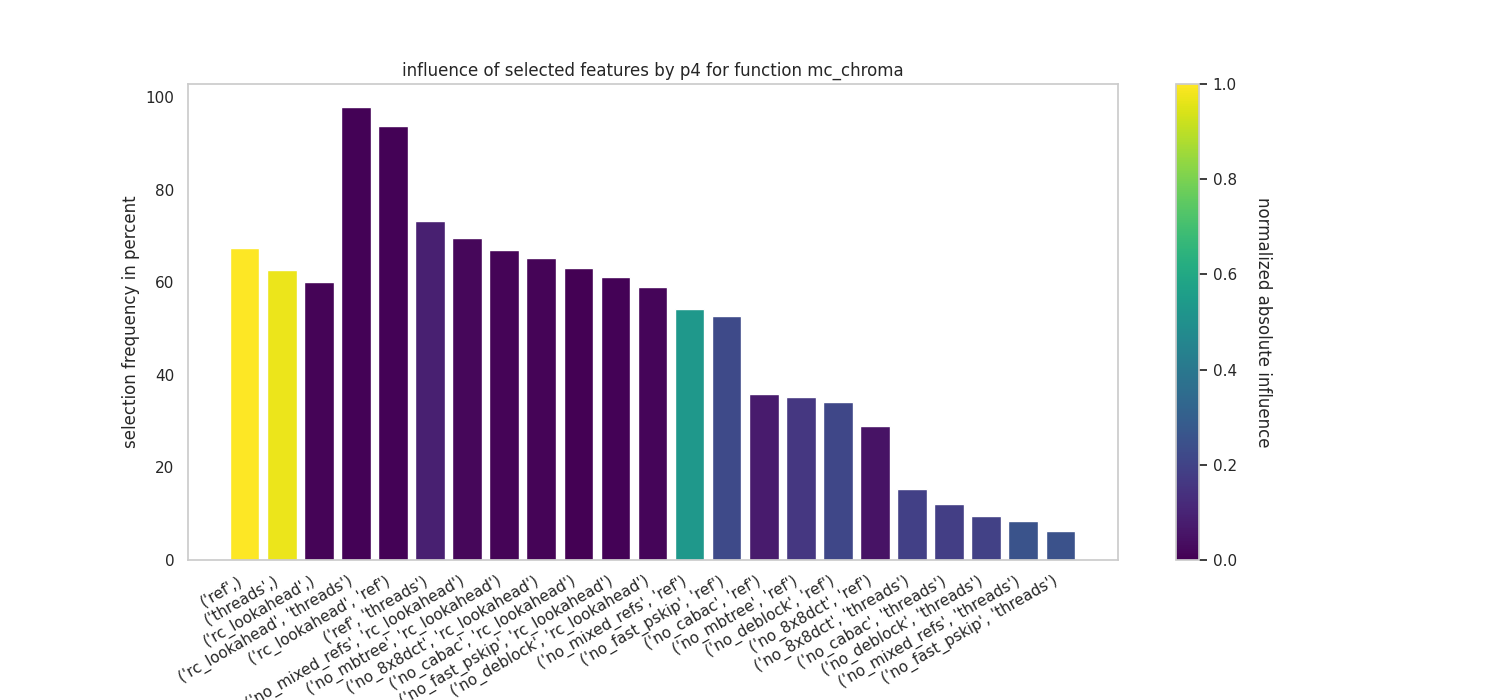 influence of selected features by p4 for function mc_chroma
selection frequency in percent
100
80
60
40
20
0
('ref',)
('threads',)
('rc_lookahead',)
('rc_lookahead', 'threads')
('rc_lookahead', 'ref')
('ref', 'threads')
'no_mixed_refs', 'rc_lookahead')
('no_mbtree', 'rc_lookahead')
('no_8x8dct', 'rc_lookahead')
('no_cabac', 'rc_lookahead')
('no_fast_pskip', 'rc_lookahead')
('no_deblock', 'rc_lookahead')
('no_mixed_refs', 'ref')
('no_fast_pskip', 'ref')
('no_cabac', 'ref')
('no_mbtree', 'ref')
('no_deblock', 'ref')
('no_8x8dct', 'ref')
('no_8x8dct', 'threads')
('no_cabac', 'threads')
('no_deblock', 'threads')
('no_mixed_refs', 'threads')
('no_fast_pskip', 'threads')
1.0
0.8
0.6
0.4
0.2
0.0
normalized absolute influence